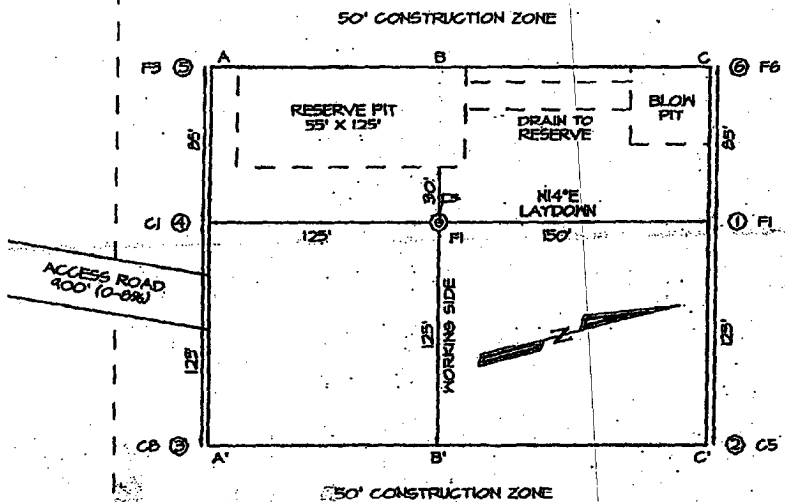 50' CONSTRUCTION ZONE
F3 ⑤ A B C ⑥ F6
RESERVE PIT
55' X 125'
BLOW
PIT
DRAIN TO
RESERVE
85'
85'
30'
N14°E
LAYDOWN
C1 ④ 125' F1 150' ① F1
ACCESS ROAD
900' (0-8%)
125'
125'
WORKING SIDE
N
125'
C8 ③ A' B' C' ② C5
50' CONSTRUCTION ZONE